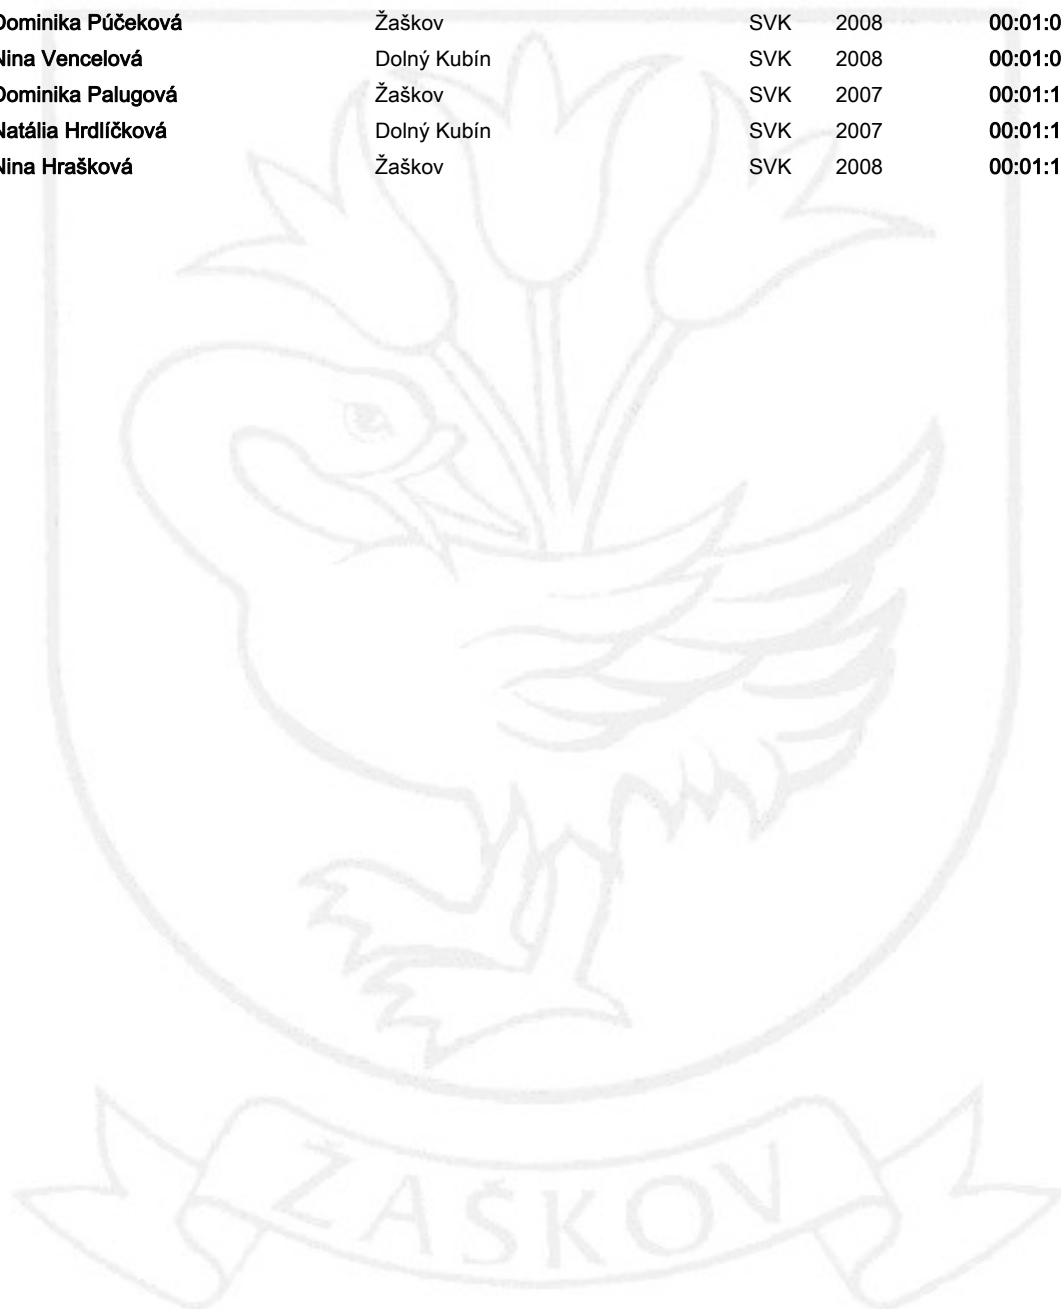 Dominika Púčeková Žaškov SVK 2008 00:01:0
Nina Vencelová Dolný Kubín SVK 2008 00:01:0
Dominika Palugová Žaškov SVK 2007 00:01:1
Natália Hrdlíčková Dolný Kubín SVK 2007 00:01:1
Nina Hrašková Žaškov SVK 2008 00:01:1
ŽAŠKOV